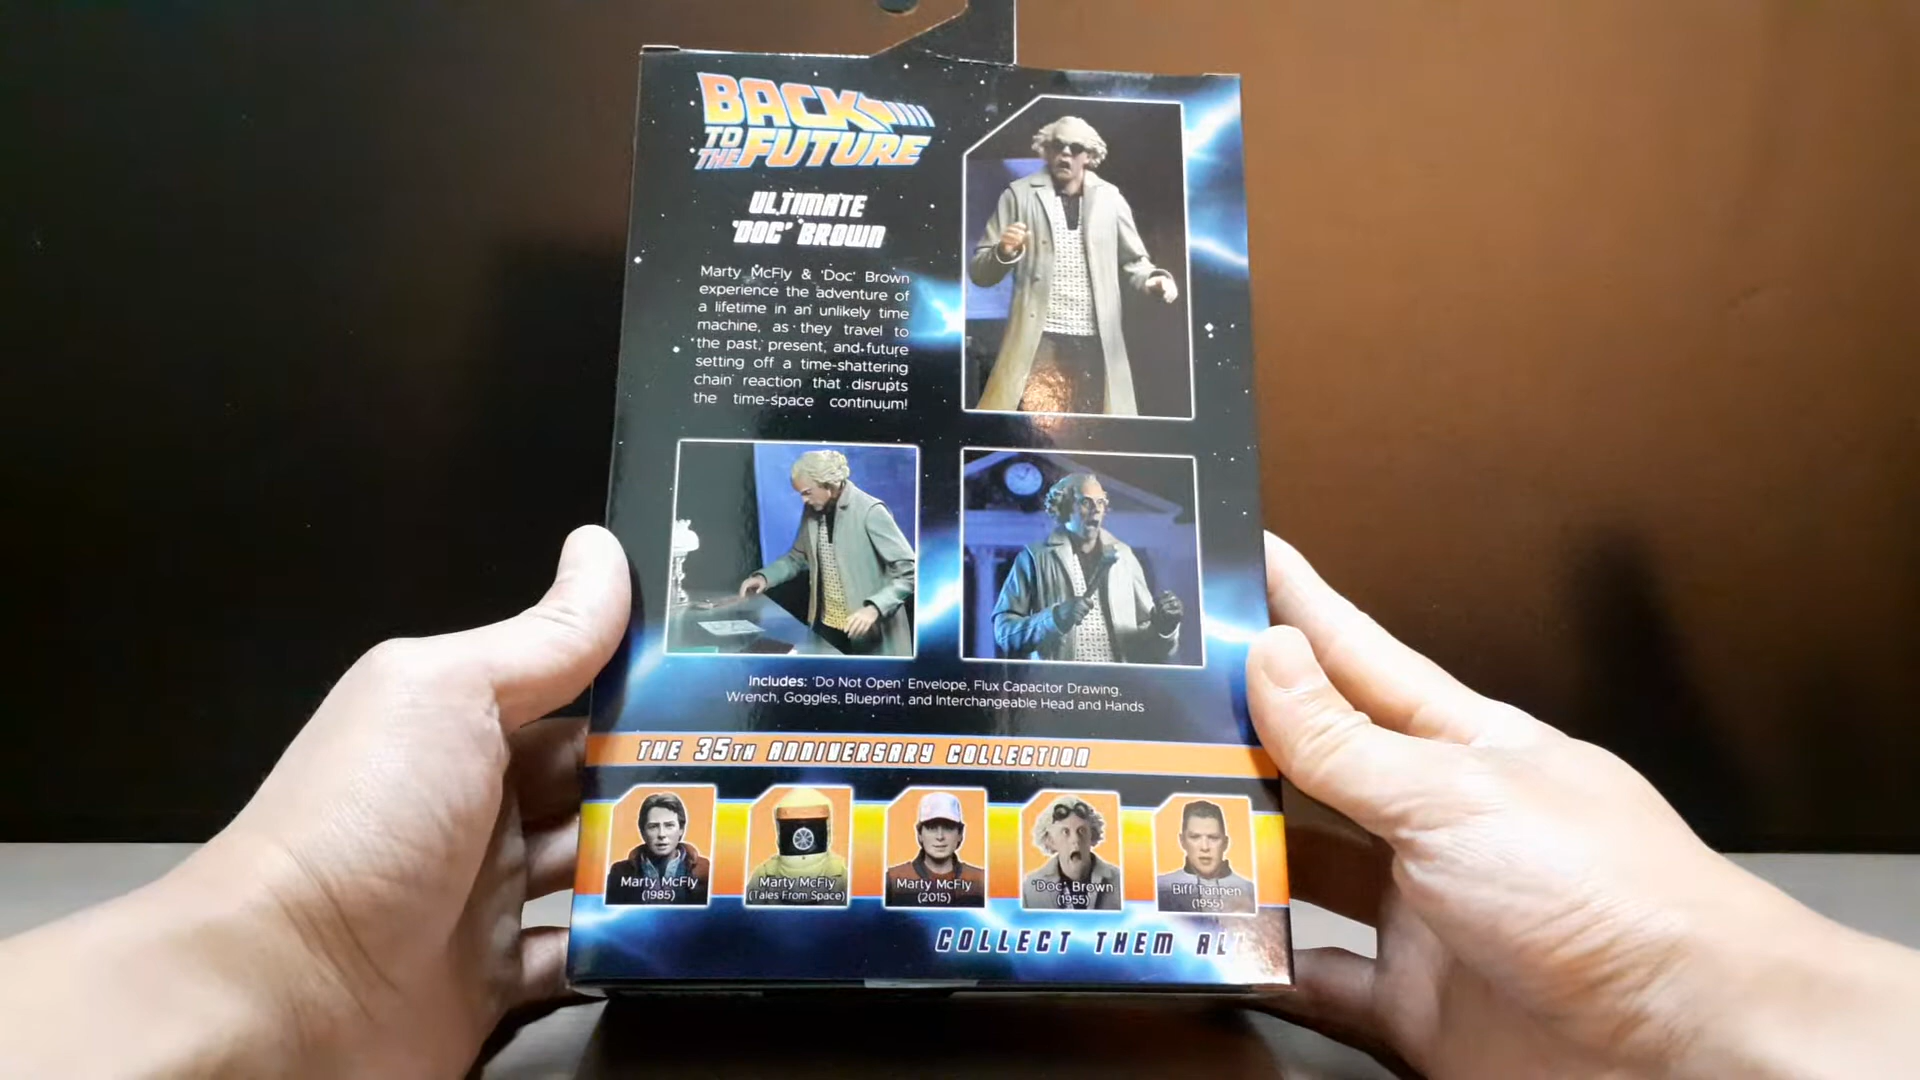 BACK
TO
THE FUTURE
ULTIMATE
'DOC' BROWN
Marty McFly & 'Doc' Brown
experience the adventure of
a lifetime in an unlikely time
machine, as they travel to
the past, present, and future
setting off a time-shattering
chain reaction that disrupts
the time-space continuum!
Includes: 'Do Not Open' Envelope, Flux Capacitor Drawing,
Wrench, Goggles, Blueprint, and Interchangeable Head and Hands
THE 35TH ANNIVERSARY COLLECTION
Marty McFly
(1985)
Marty McFly
(Tales From Space)
Marty McFly
(2015)
'Doc' Brown
(1955)
Biff Tannen
(1955)
COLLECT THEM AL